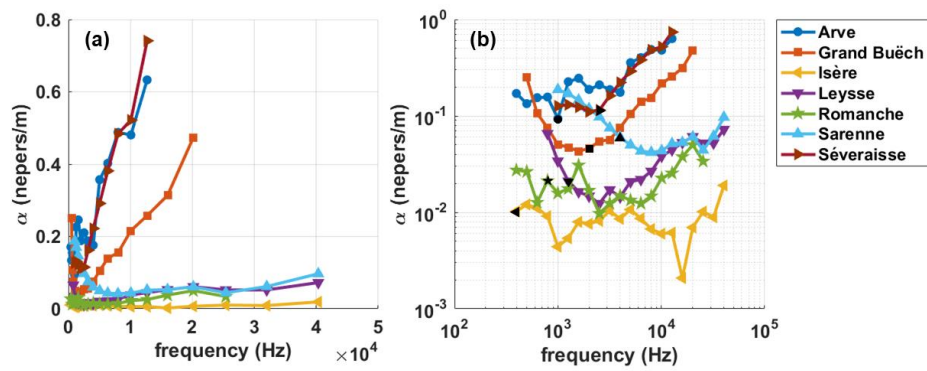 (a)
α (nepers/m)
0.8
0.6
0.4
0.2
0
0 1 2 3 4 5
frequency (Hz)
×10⁴
(b)
α (nepers/m)
10⁰
10⁻¹
10⁻²
10⁻³
10² 10³ 10⁴ 10⁵
frequency (Hz)
Arve
Grand Buëch
Isère
Leysse
Romanche
Sarenne
Séveraisse